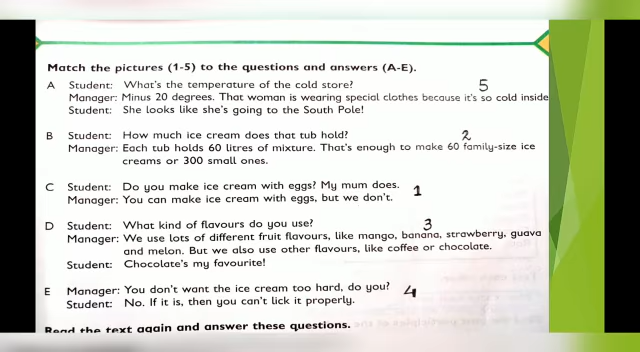 Match the pictures (1-5) to the questions and answers (A-E).
A Student: What's the temperature of the cold store? 5
Manager: Minus 20 degrees. That woman is wearing special clothes because it's so cold inside
Student: She looks like she's going to the South Pole!
B Student: How much ice cream does that tub hold? 2
Manager: Each tub holds 60 litres of mixture. That's enough to make 60 family-size ice
creams or 300 small ones.
C Student: Do you make ice cream with eggs? My mum does. 1
Manager: You can make ice cream with eggs, but we don't.
D Student: What kind of flavours do you use? 3
Manager: We use lots of different fruit flavours, like mango, banana, strawberry, guava
and melon. But we also use other flavours, like coffee or chocolate.
Student: Chocolate's my favourite!
E Manager: You don't want the ice cream too hard, do you? 4
Student: No. If it is, then you can't lick it properly.
Read the text again and answer these questions.